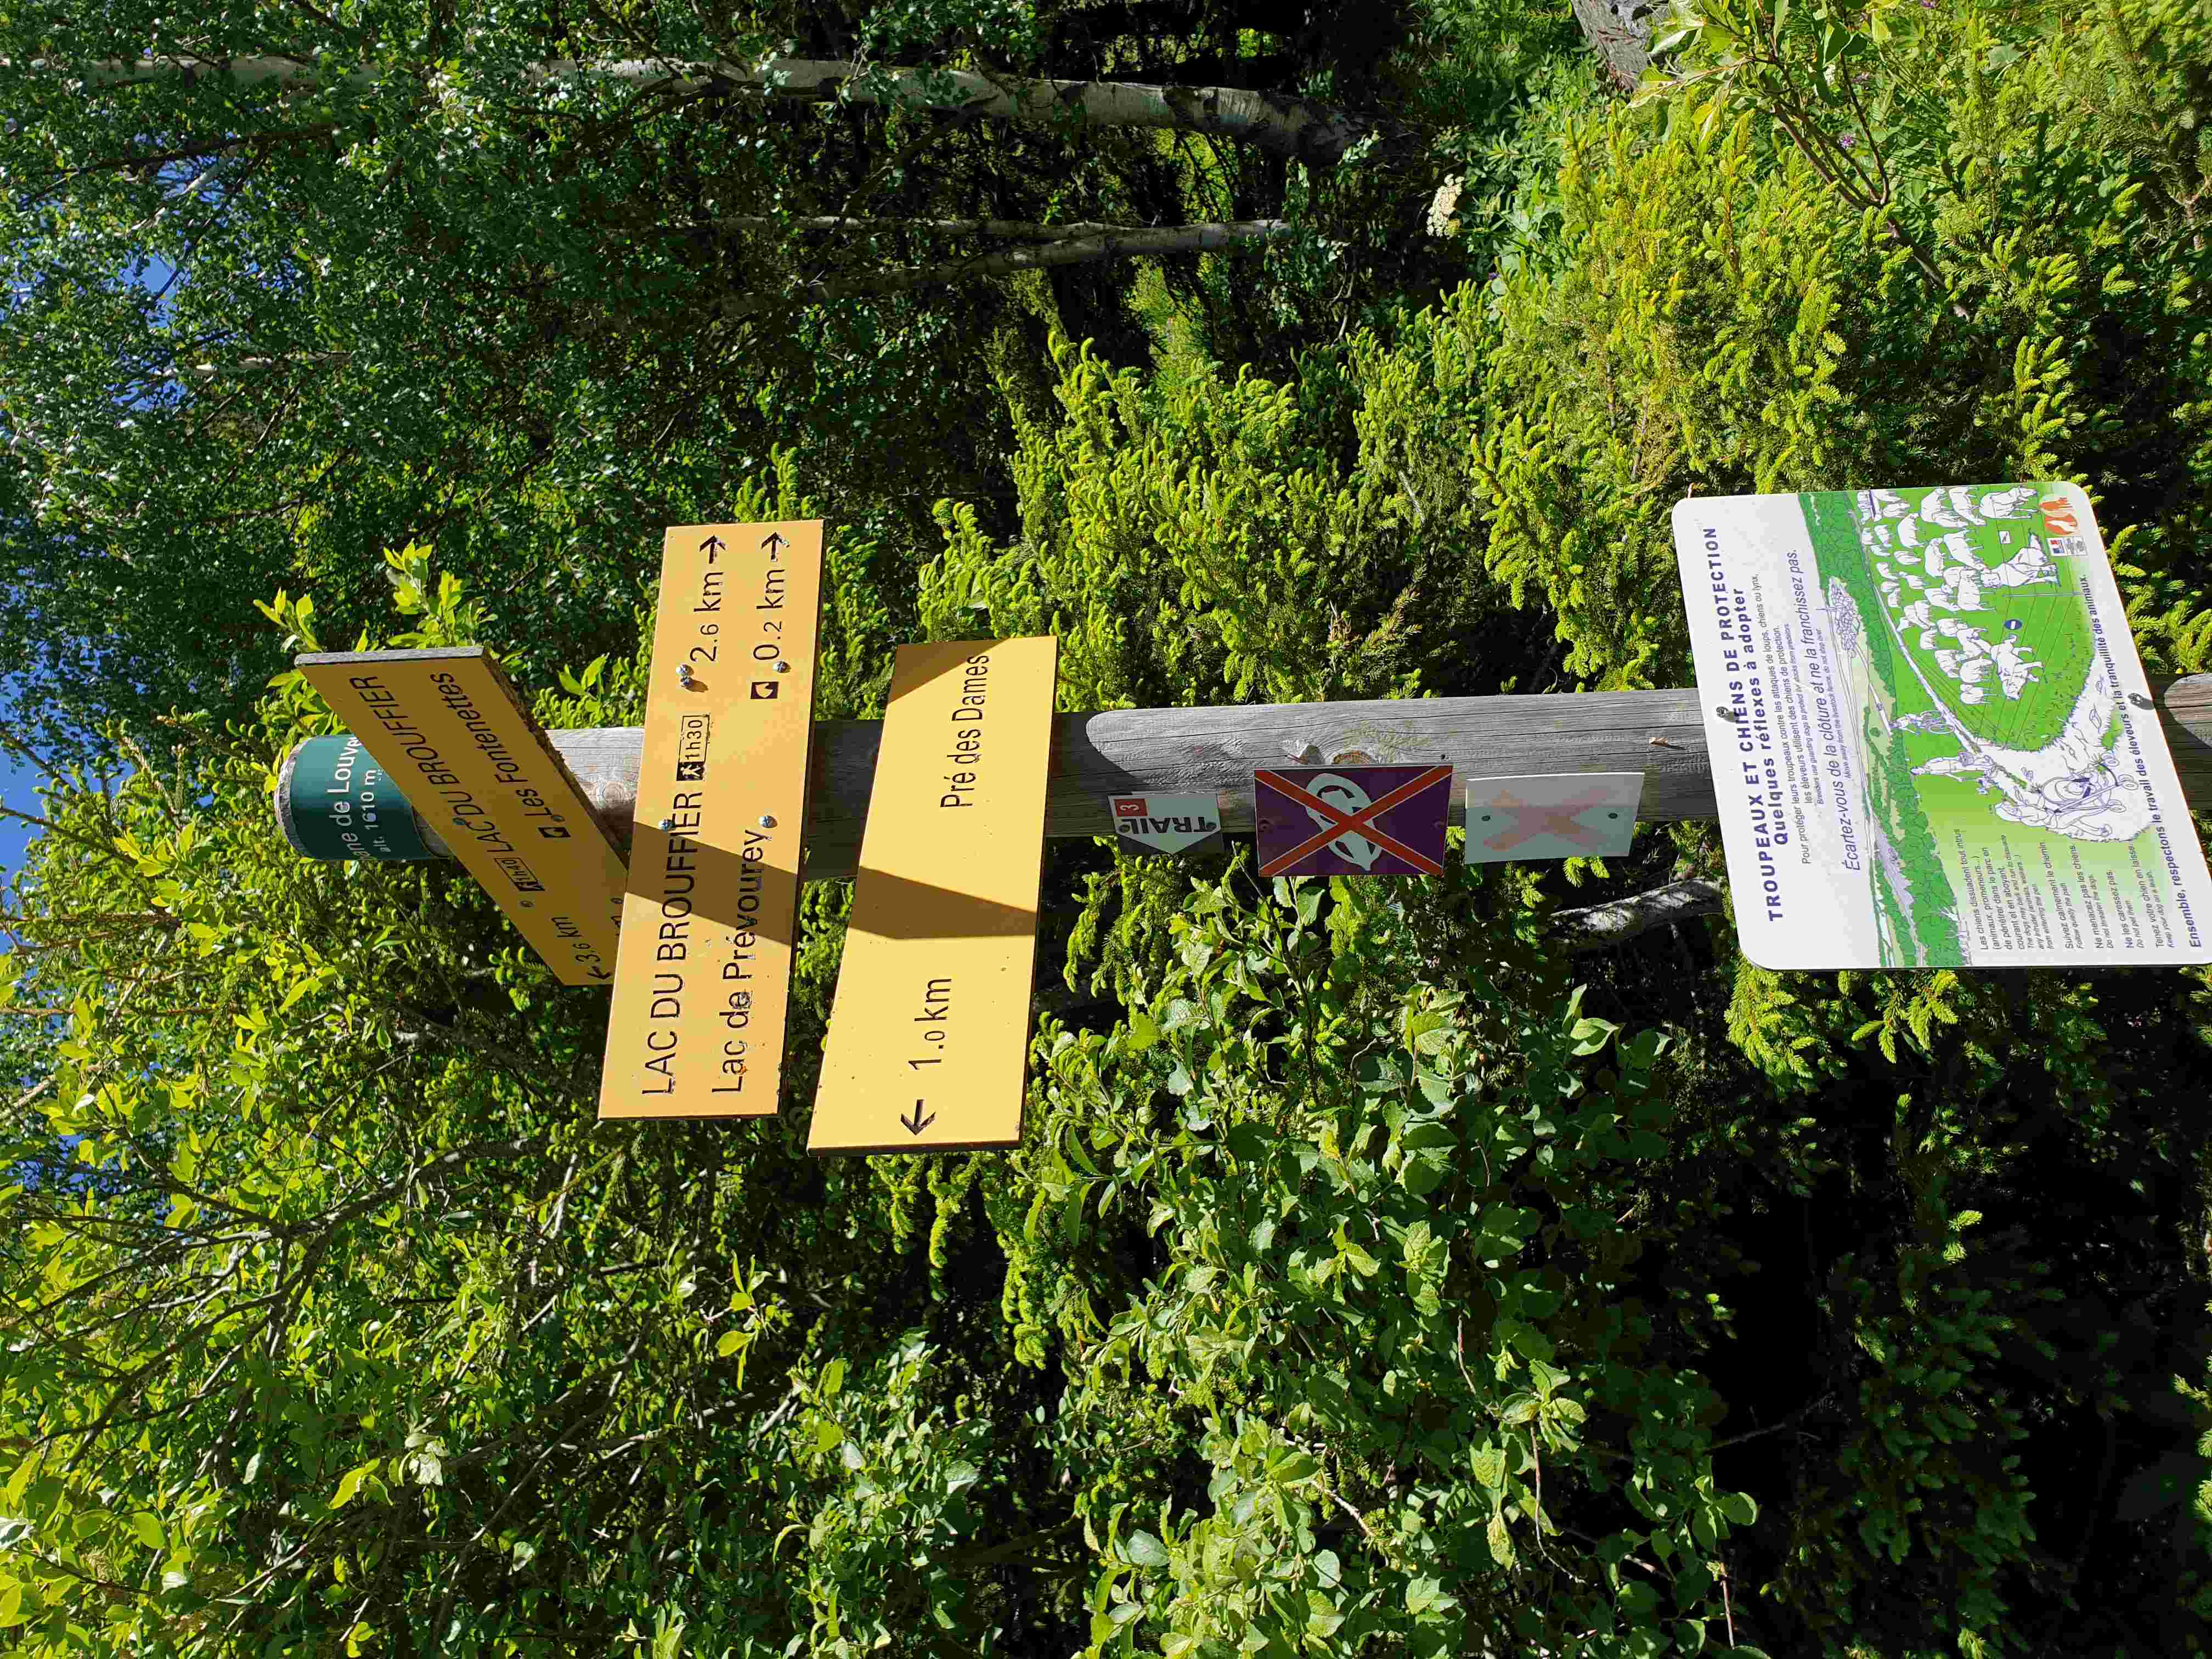 ane de Louve
alt. 1610 m
1h40 LAC DU BROUFFIER
← 3.6 km
Les Fontenettes
LAC DU BROUFFIER 1h30 2.6 km →
Lac de Prévourey 0.2 km →
← 1.0 km Pré des Dames
TRAIL 3
TROUPEAUX ET CHIENS DE PROTECTION
Quelques réflexes à adopter
Pour protéger leurs troupeaux contre les attaques de loups, chiens ou lynx,
les éleveurs utilisent des chiens de protection.
Breeders use guarding dogs to protect liv' stocks from predators.
Écartez-vous de la clôture et ne la franchissez pas.
Move away from the livestock fence, do not step over.
Les chiens dissuadent tout intrus
(animaux, promeneurs...)
de pénétrer dans le parc en
courant et en aboyant.
The dogs may bark and run to dissuade
any intruder (animals, walkers...)
from entering the pen.
Suivez calmement le chemin.
Follow quietly the path.
Ne menacez pas les chiens.
Do not threaten the dogs.
Ne les caressez pas.
Do not pet them.
Tenez votre chien en laisse.
Keep your dog on a leash.
Ensemble, respectons le travail des éleveurs et la tranquillité des animaux.